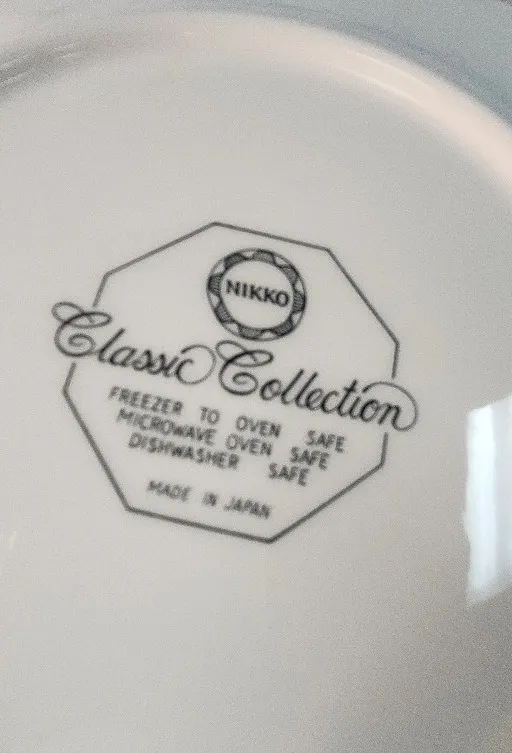 NIKKO
Classic Collection
FREEZER TO OVEN SAFE
MICROWAVE OVEN SAFE
DISHWASHER SAFE
MADE IN JAPAN